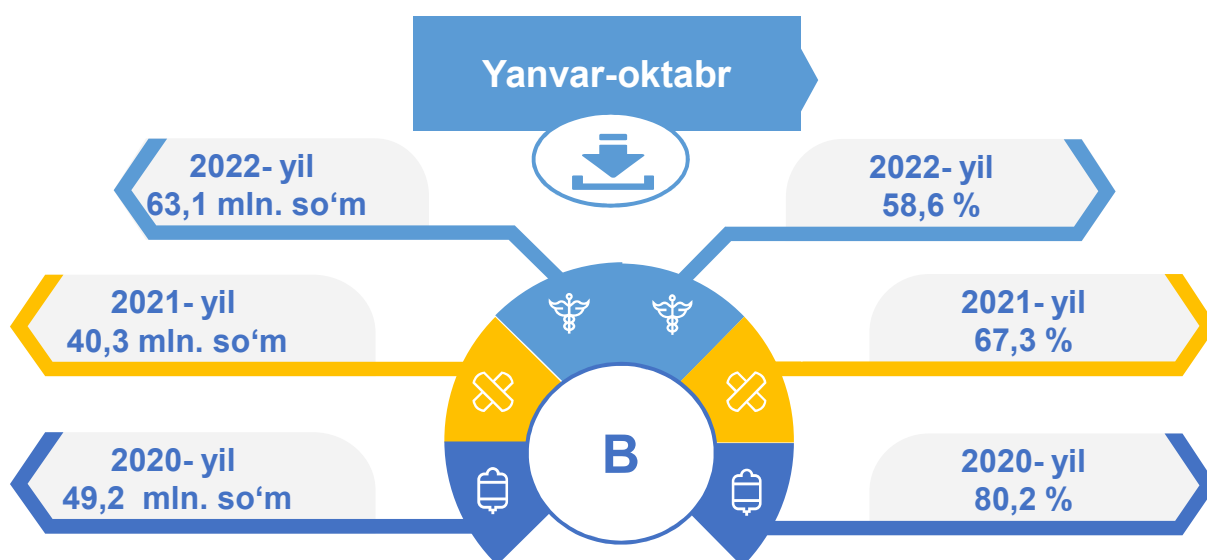 Yanvar-oktabr
2022- yil
63,1 mln. so‘m
2022- yil
58,6 %
2021- yil
40,3 mln. so‘m
2021- yil
67,3 %
2020- yil
49,2  mln. so‘m
2020- yil
80,2 %
B